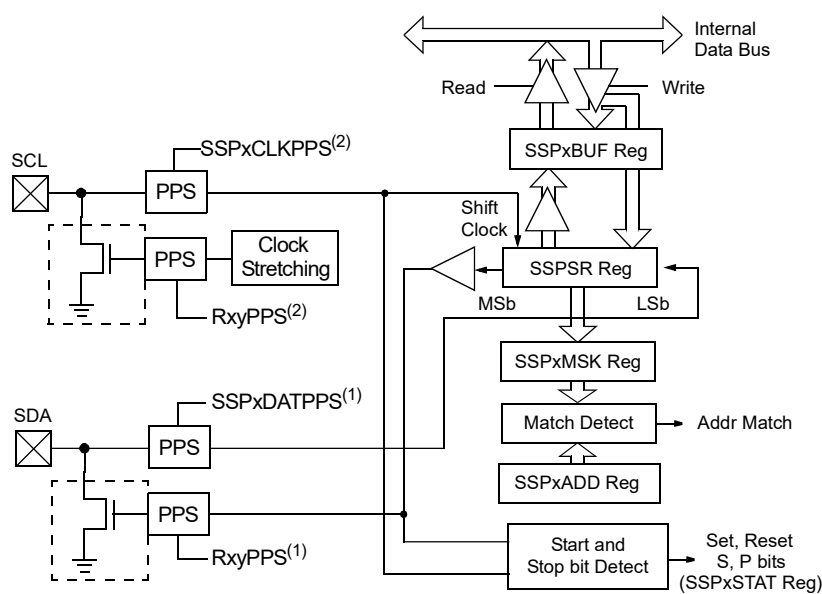 Internal
Data Bus
Read
Write
SSPxBUF Reg
SSPxCLKPPS(2)
SCL
PPS
Shift
Clock
PPS
Clock
Stretching
SSPSR Reg
MSb
LSb
RxyPPS(2)
SSPxMSK Reg
SSPxDATPPS(1)
SDA
PPS
Match Detect
Addr Match
SSPxADD Reg
PPS
RxyPPS(1)
Start and
Stop bit Detect
Set, Reset
S, P bits
(SSPxSTAT Reg)